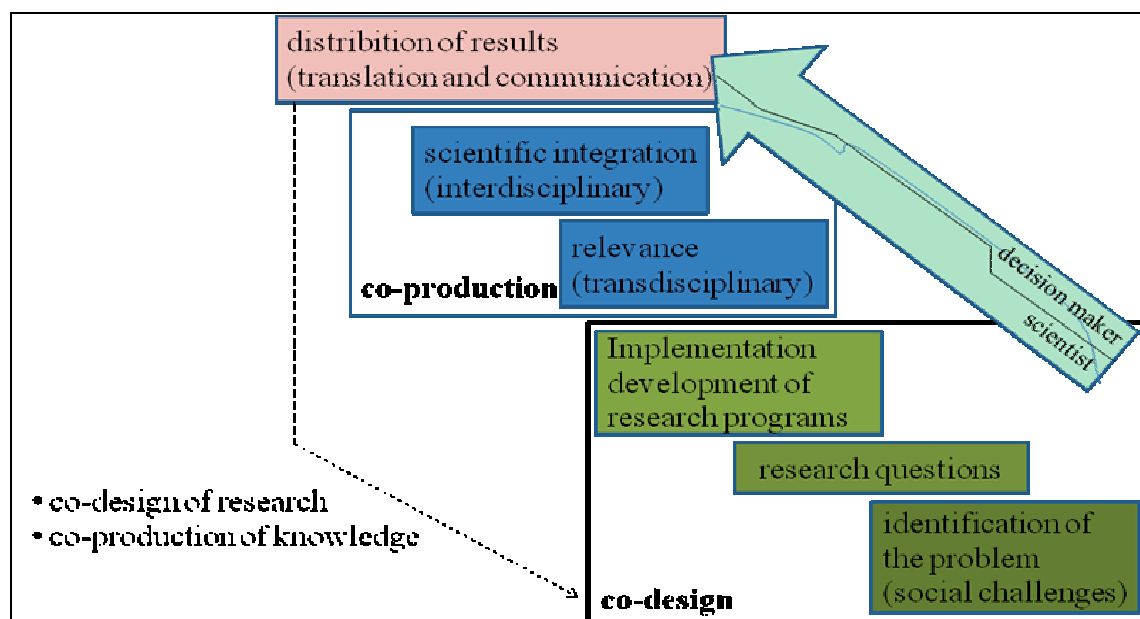 distribition of results
(translation and communication)
scientific integration
(interdisciplinary)
relevance
(transdisciplinary)
co-production
decision maker
scientist
Implementation
development of
research programs
research questions
identification of
the problem
(social challenges)
co-design
• co-design of research
• co-production of knowledge